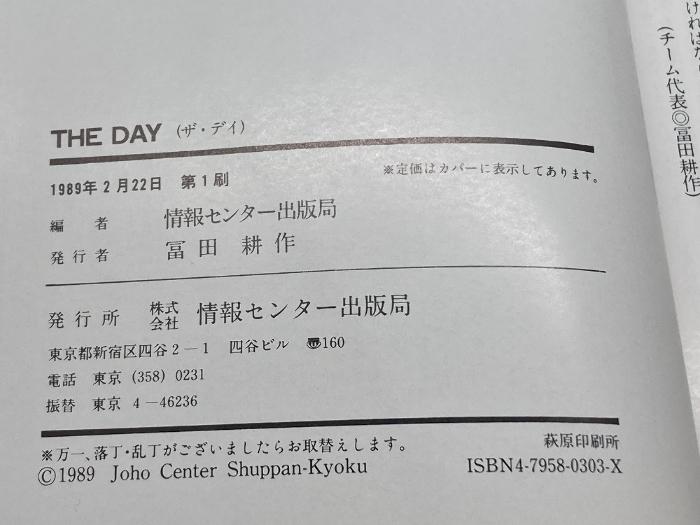 THE DAY (ザ・デイ)
1989年2月22日 第1刷
※定価はカバーに表示してあります。
編者 情報センター出版局
発行者 冨田耕作
発行所 株式会社 情報センター出版局
東京都新宿区四谷2-1 四谷ビル 〠160
電話 東京 (358) 0231
振替 東京 4-46236
※万一、落丁・乱丁がございましたらお取替えします。
萩原印刷所
©1989 Joho Center Shuppan-Kyoku
ISBN4-7958-0303-X
(チーム代表◎冨田耕作)